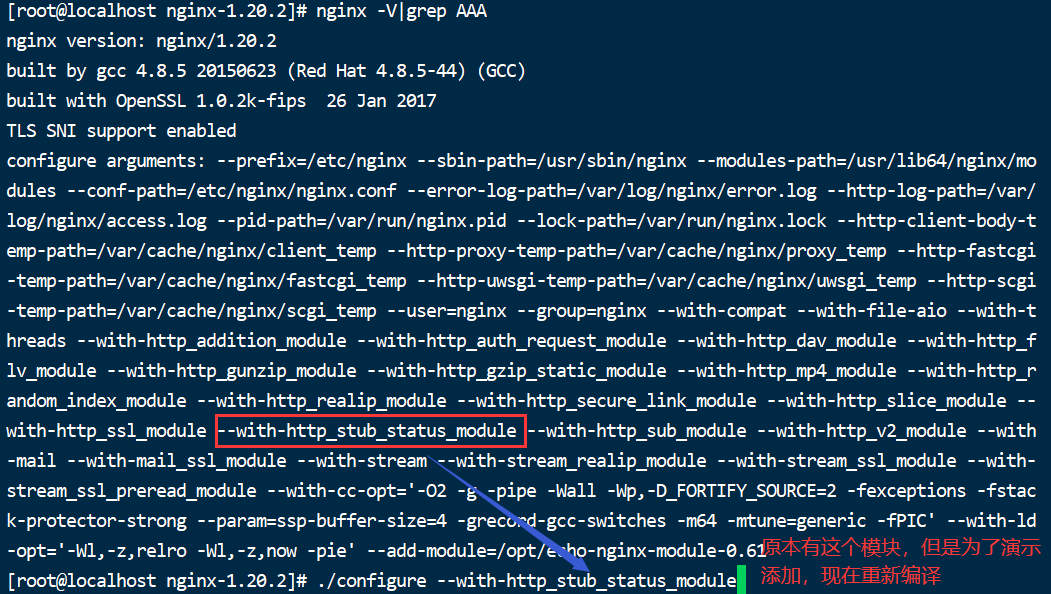 [root@localhost nginx-1.20.2]# nginx -V|grep AAA
nginx version: nginx/1.20.2
built by gcc 4.8.5 20150623 (Red Hat 4.8.5-44) (GCC)
built with OpenSSL 1.0.2k-fips  26 Jan 2017
TLS SNI support enabled
configure arguments: --prefix=/etc/nginx --sbin-path=/usr/sbin/nginx --modules-path=/usr/lib64/nginx/mo
dules --conf-path=/etc/nginx/nginx.conf --error-log-path=/var/log/nginx/error.log --http-log-path=/var/
log/nginx/access.log --pid-path=/var/run/nginx.pid --lock-path=/var/run/nginx.lock --http-client-body-t
emp-path=/var/cache/nginx/client_temp --http-proxy-temp-path=/var/cache/nginx/proxy_temp --http-fastcgi
-temp-path=/var/cache/nginx/fastcgi_temp --http-uwsgi-temp-path=/var/cache/nginx/uwsgi_temp --http-scgi
-temp-path=/var/cache/nginx/scgi_temp --user=nginx --group=nginx --with-compat --with-file-aio --with-t
hreads --with-http_addition_module --with-http_auth_request_module --with-http_dav_module --with-http_f
lv_module --with-http_gunzip_module --with-http_gzip_static_module --with-http_mp4_module --with-http_r
andom_index_module --with-http_realip_module --with-http_secure_link_module --with-http_slice_module --
with-http_ssl_module --with-http_stub_status_module --with-http_sub_module --with-http_v2_module --with
-mail --with-mail_ssl_module --with-stream --with-stream_realip_module --with-stream_ssl_module --with-
stream_ssl_preread_module --with-cc-opt='-O2 -g -pipe -Wall -Wp,-D_FORTIFY_SOURCE=2 -fexceptions -fstac
k-protector-strong --param=ssp-buffer-size=4 -grecord-gcc-switches -m64 -mtune=generic -fPIC' --with-ld
-opt='-Wl,-z,relro -Wl,-z,now -pie' --add-module=/opt/echo-nginx-module-0.61
原本有这个模块，但是为了演示
添加，现在重新编译
[root@localhost nginx-1.20.2]# ./configure --with-http_stub_status_module